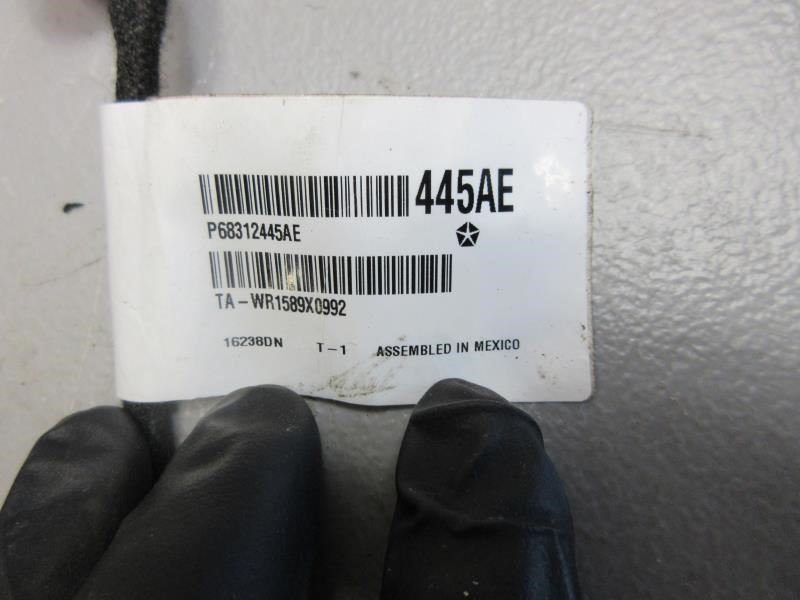 445AE
P68312445AE
TA-WR1589X0992
16238DN T-1 ASSEMBLED IN MEXICO